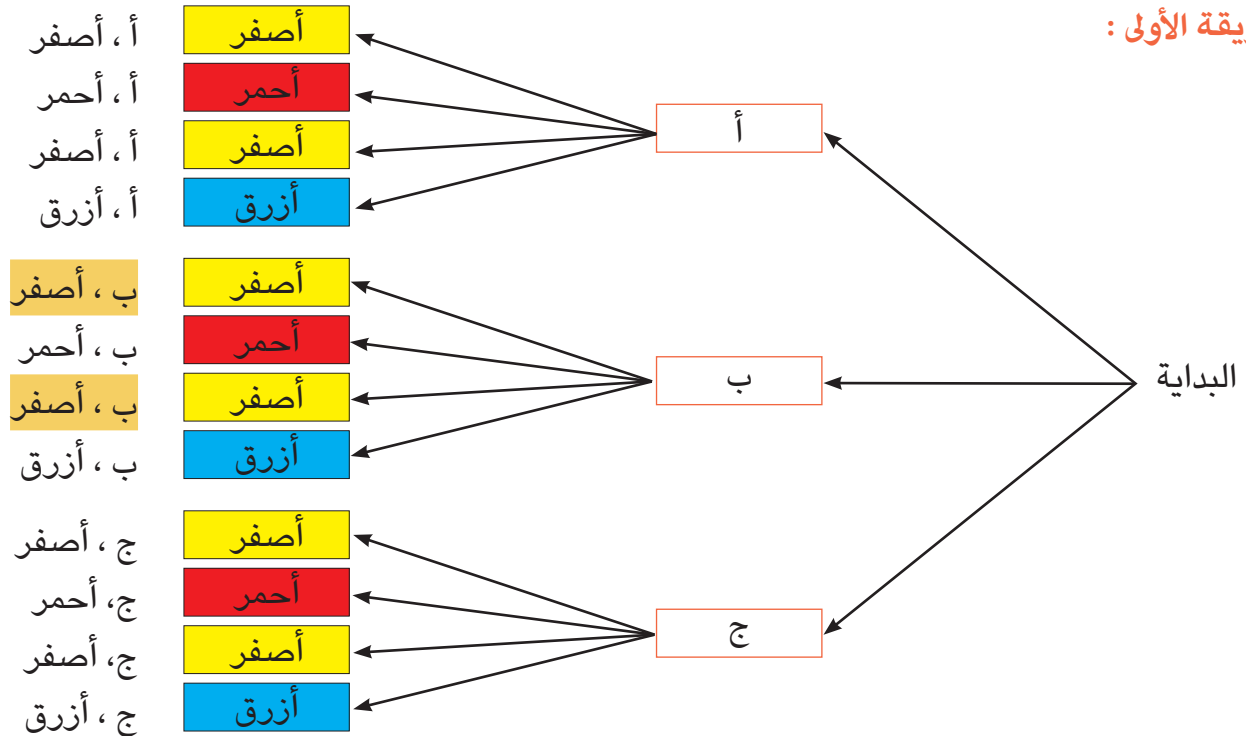 يقة الأولى :
البداية
أ
أصفر
أ ، أصفر
أحمر
أ ، أحمر
أصفر
أ ، أصفر
أزرق
أ ، أزرق
ب
أصفر
ب ، أصفر
أحمر
ب ، أحمر
أصفر
ب ، أصفر
أزرق
ب ، أزرق
ج
أصفر
ج ، أصفر
أحمر
ج، أحمر
أصفر
ج، أصفر
أزرق
ج ، أزرق